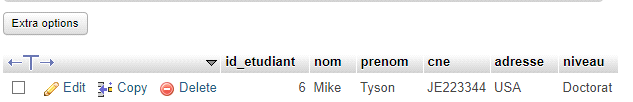 Extra options
←T→ id_etudiant nom prenom cne adresse niveau
Edit Copy Delete 6 Mike Tyson JE223344 USA Doctorat